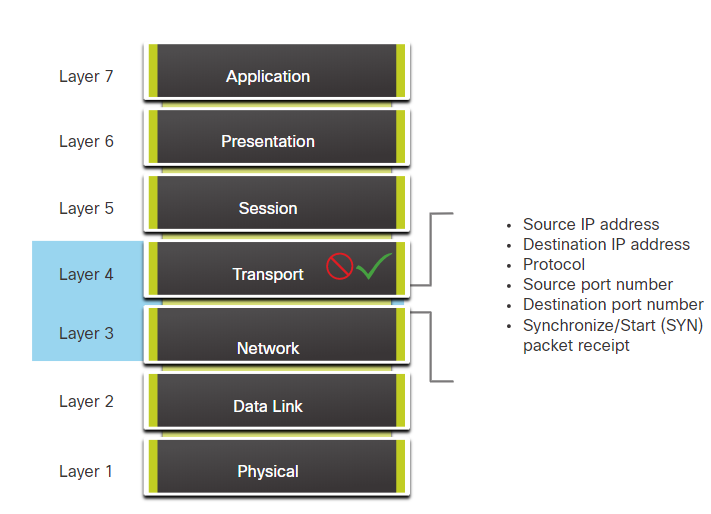 Layer 7 Application
Layer 6 Presentation
Layer 5 Session
Layer 4 Transport
Layer 3 Network
Layer 2 Data Link
Layer 1 Physical
• Source IP address
• Destination IP address
• Protocol
• Source port number
• Destination port number
• Synchronize/Start (SYN)
packet receipt